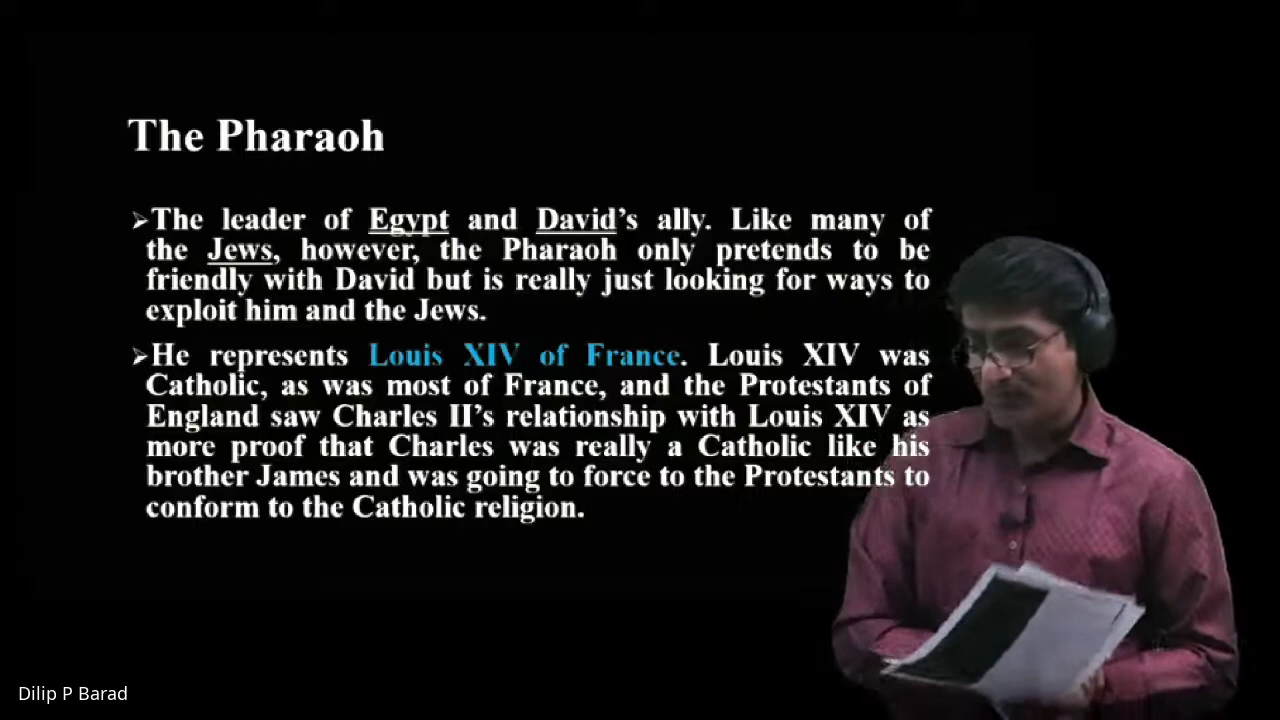 The Pharaoh
➢The leader of Egypt and David’s ally. Like many of
the Jews, however, the Pharaoh only pretends to be
friendly with David but is really just looking for ways to
exploit him and the Jews.
➢He represents Louis XIV of France. Louis XIV was
Catholic, as was most of France, and the Protestants of
England saw Charles II’s relationship with Louis XIV as
more proof that Charles was really a Catholic like his
brother James and was going to force to the Protestants to
conform to the Catholic religion.
Dilip P Barad